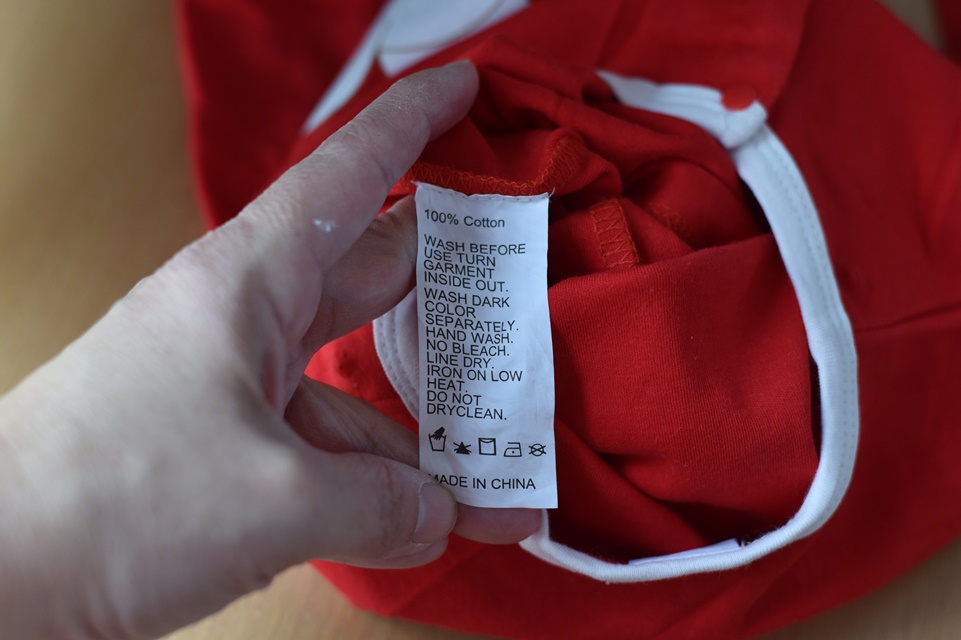 100% Cotton
WASH BEFORE
USE TURN
GARMENT
INSIDE OUT.
WASH DARK
COLOR
SEPARATELY.
HAND WASH.
NO BLEACH.
LINE DRY.
IRON ON LOW
HEAT.
DO NOT
DRYCLEAN.
MADE IN CHINA